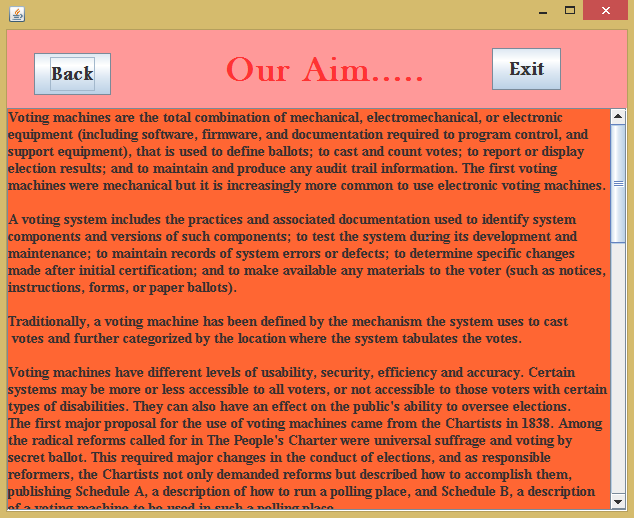 Back
Our Aim.....
Exit
Voting machines are the total combination of mechanical, electromechanical, or electronic
equipment (including software, firmware, and documentation required to program control, and
support equipment), that is used to define ballots; to cast and count votes; to report or display
election results; and to maintain and produce any audit trail information. The first voting
machines were mechanical but it is increasingly more common to use electronic voting machines.
A voting system includes the practices and associated documentation used to identify system
components and versions of such components; to test the system during its development and
maintenance; to maintain records of system errors or defects; to determine specific changes
made after initial certification; and to make available any materials to the voter (such as notices,
instructions, forms, or paper ballots).
Traditionally, a voting machine has been defined by the mechanism the system uses to cast
votes and further categorized by the location where the system tabulates the votes.
Voting machines have different levels of usability, security, efficiency and accuracy. Certain
systems may be more or less accessible to all voters, or not accessible to those voters with certain
types of disabilities. They can also have an effect on the public's ability to oversee elections.
The first major proposal for the use of voting machines came from the Chartists in 1838. Among
the radical reforms called for in The People's Charter were universal suffrage and voting by
secret ballot. This required major changes in the conduct of elections, and as responsible
reformers, the Chartists not only demanded reforms but described how to accomplish them,
publishing Schedule A, a description of how to run a polling place, and Schedule B, a description
of a voting machine to be used in such a polling place